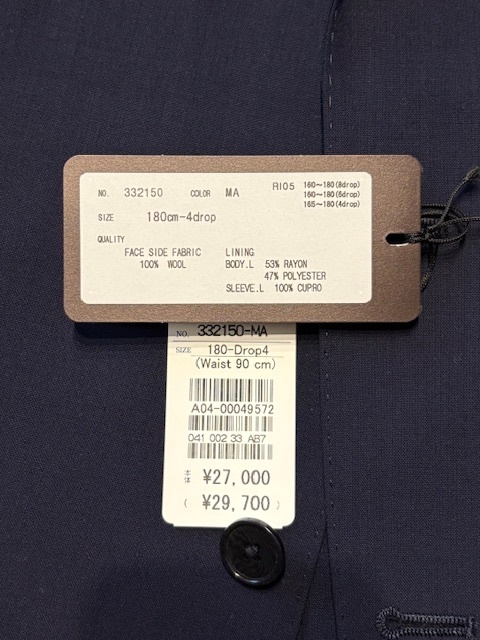 NO. 332150 COLOR MA RI05 160～180(8drop)
160～180(6drop)
165～180(4drop)
SIZE 180cm-4drop
QUALITY
FACE SIDE FABRIC LINING
100% WOOL BODY.L 53% RAYON
47% POLYESTER
SLEEVE.L 100% CUPRO
NO. 332150-MA
SIZE 180-Drop4
(Waist 90 cm)
A04-00049572
041 002 33 AB7
本体 ¥27,000
( ¥29,700 )